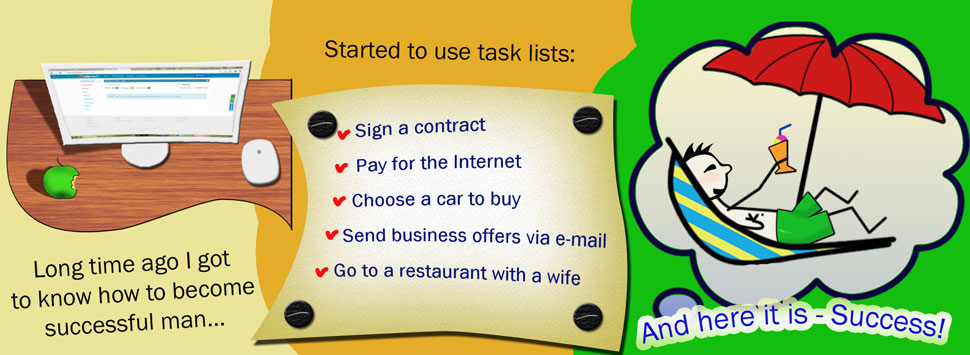 Long time ago I got
to know how to become
successful man...
Started to use task lists:
Sign a contract
Pay for the Internet
Choose a car to buy
Send business offers via e-mail
Go to a restaurant with a wife
And here it is - Success!